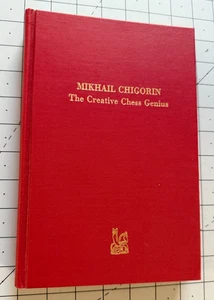 MIKHAIL CHIGORIN
The Creative Chess Genius